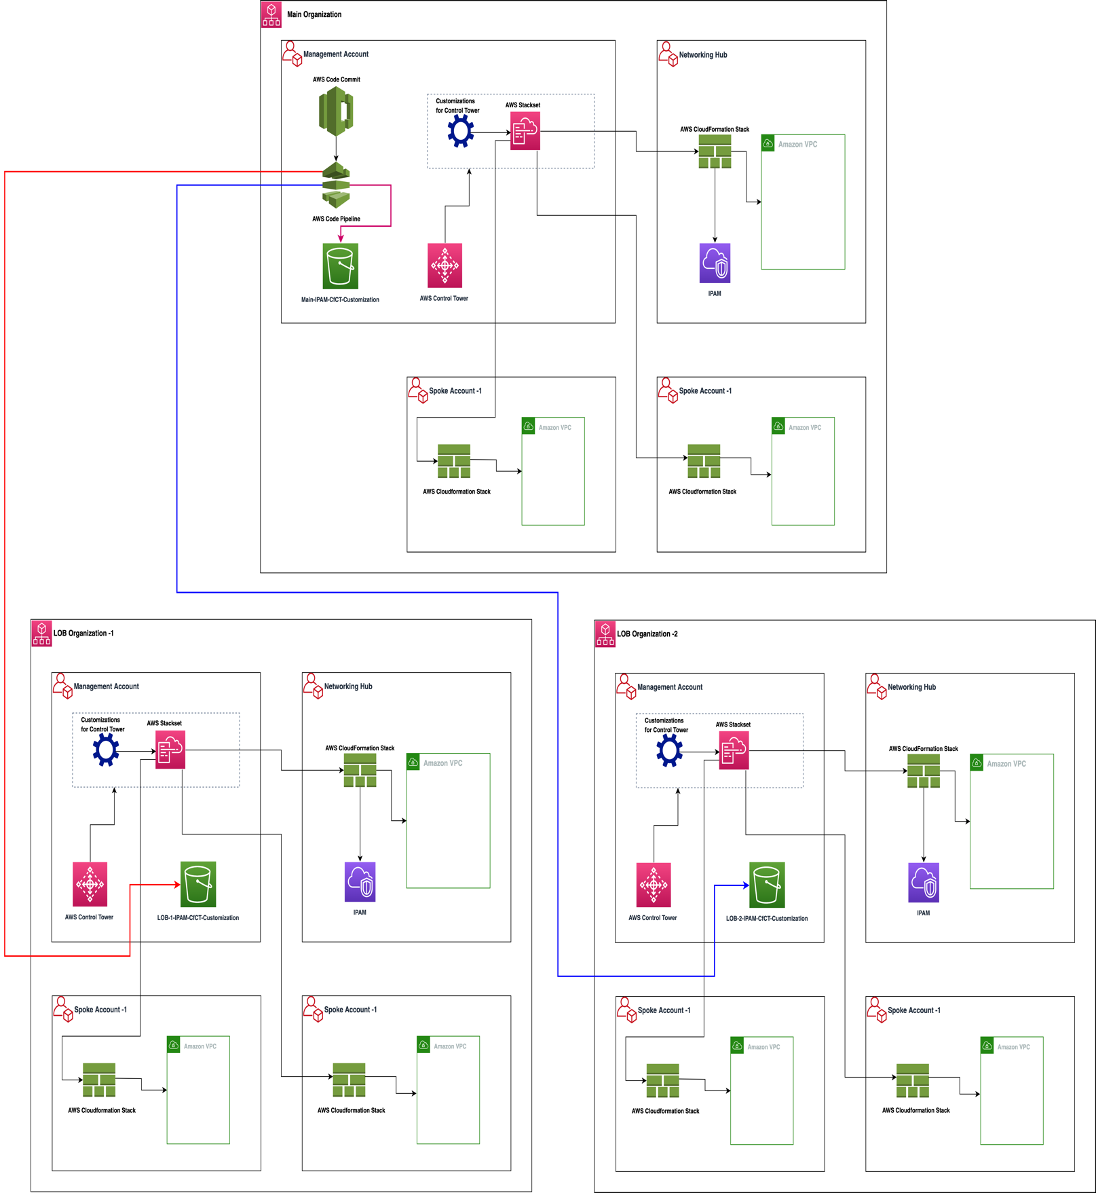 Main Organization
Management Account
AWS Code Commit
Customizations
for Control Tower
AWS Stackset
AWS Code Pipeline
Main-IPAM-CfCT-Customization
AWS Control Tower
Networking Hub
AWS CloudFormation Stack
Amazon VPC
IPAM
Spoke Account -1
Amazon VPC
AWS Cloudformation Stack
Spoke Account -1
Amazon VPC
AWS Cloudformation Stack
LOB Organization -1
Management Account
Customizations
for Control Tower
AWS Stackset
AWS Control Tower
LOB-1-IPAM-CfCT-Customization
Networking Hub
AWS CloudFormation Stack
Amazon VPC
IPAM
Spoke Account -1
Amazon VPC
AWS Cloudformation Stack
Spoke Account -1
Amazon VPC
AWS Cloudformation Stack
LOB Organization -2
Management Account
Customizations
for Control Tower
AWS Stackset
AWS Control Tower
LOB-2-IPAM-CfCT-Customization
Networking Hub
AWS CloudFormation Stack
Amazon VPC
IPAM
Spoke Account -1
Amazon VPC
AWS Cloudformation Stack
Spoke Account -1
Amazon VPC
AWS Cloudformation Stack